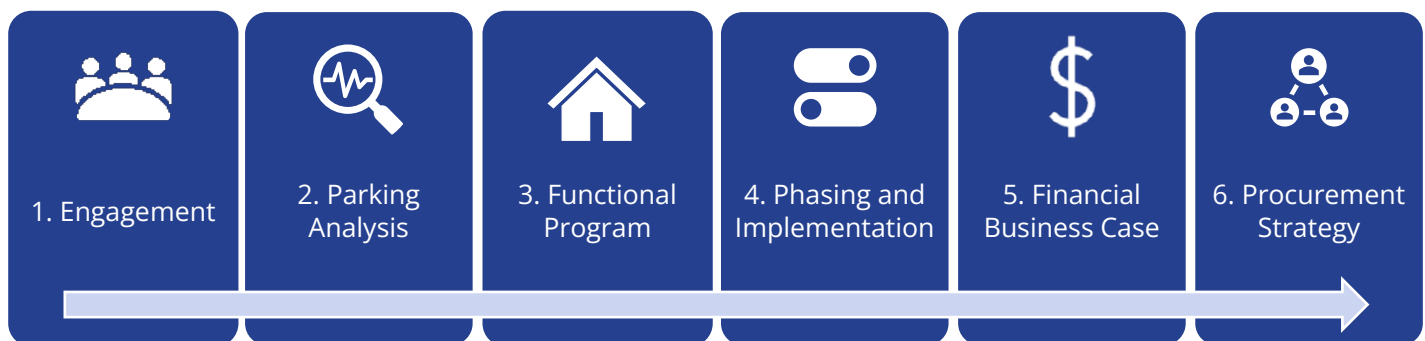 1. Engagement
2. Parking
Analysis
3. Functional
Program
4. Phasing and
Implementation
5. Financial
Business Case
6. Procurement
Strategy